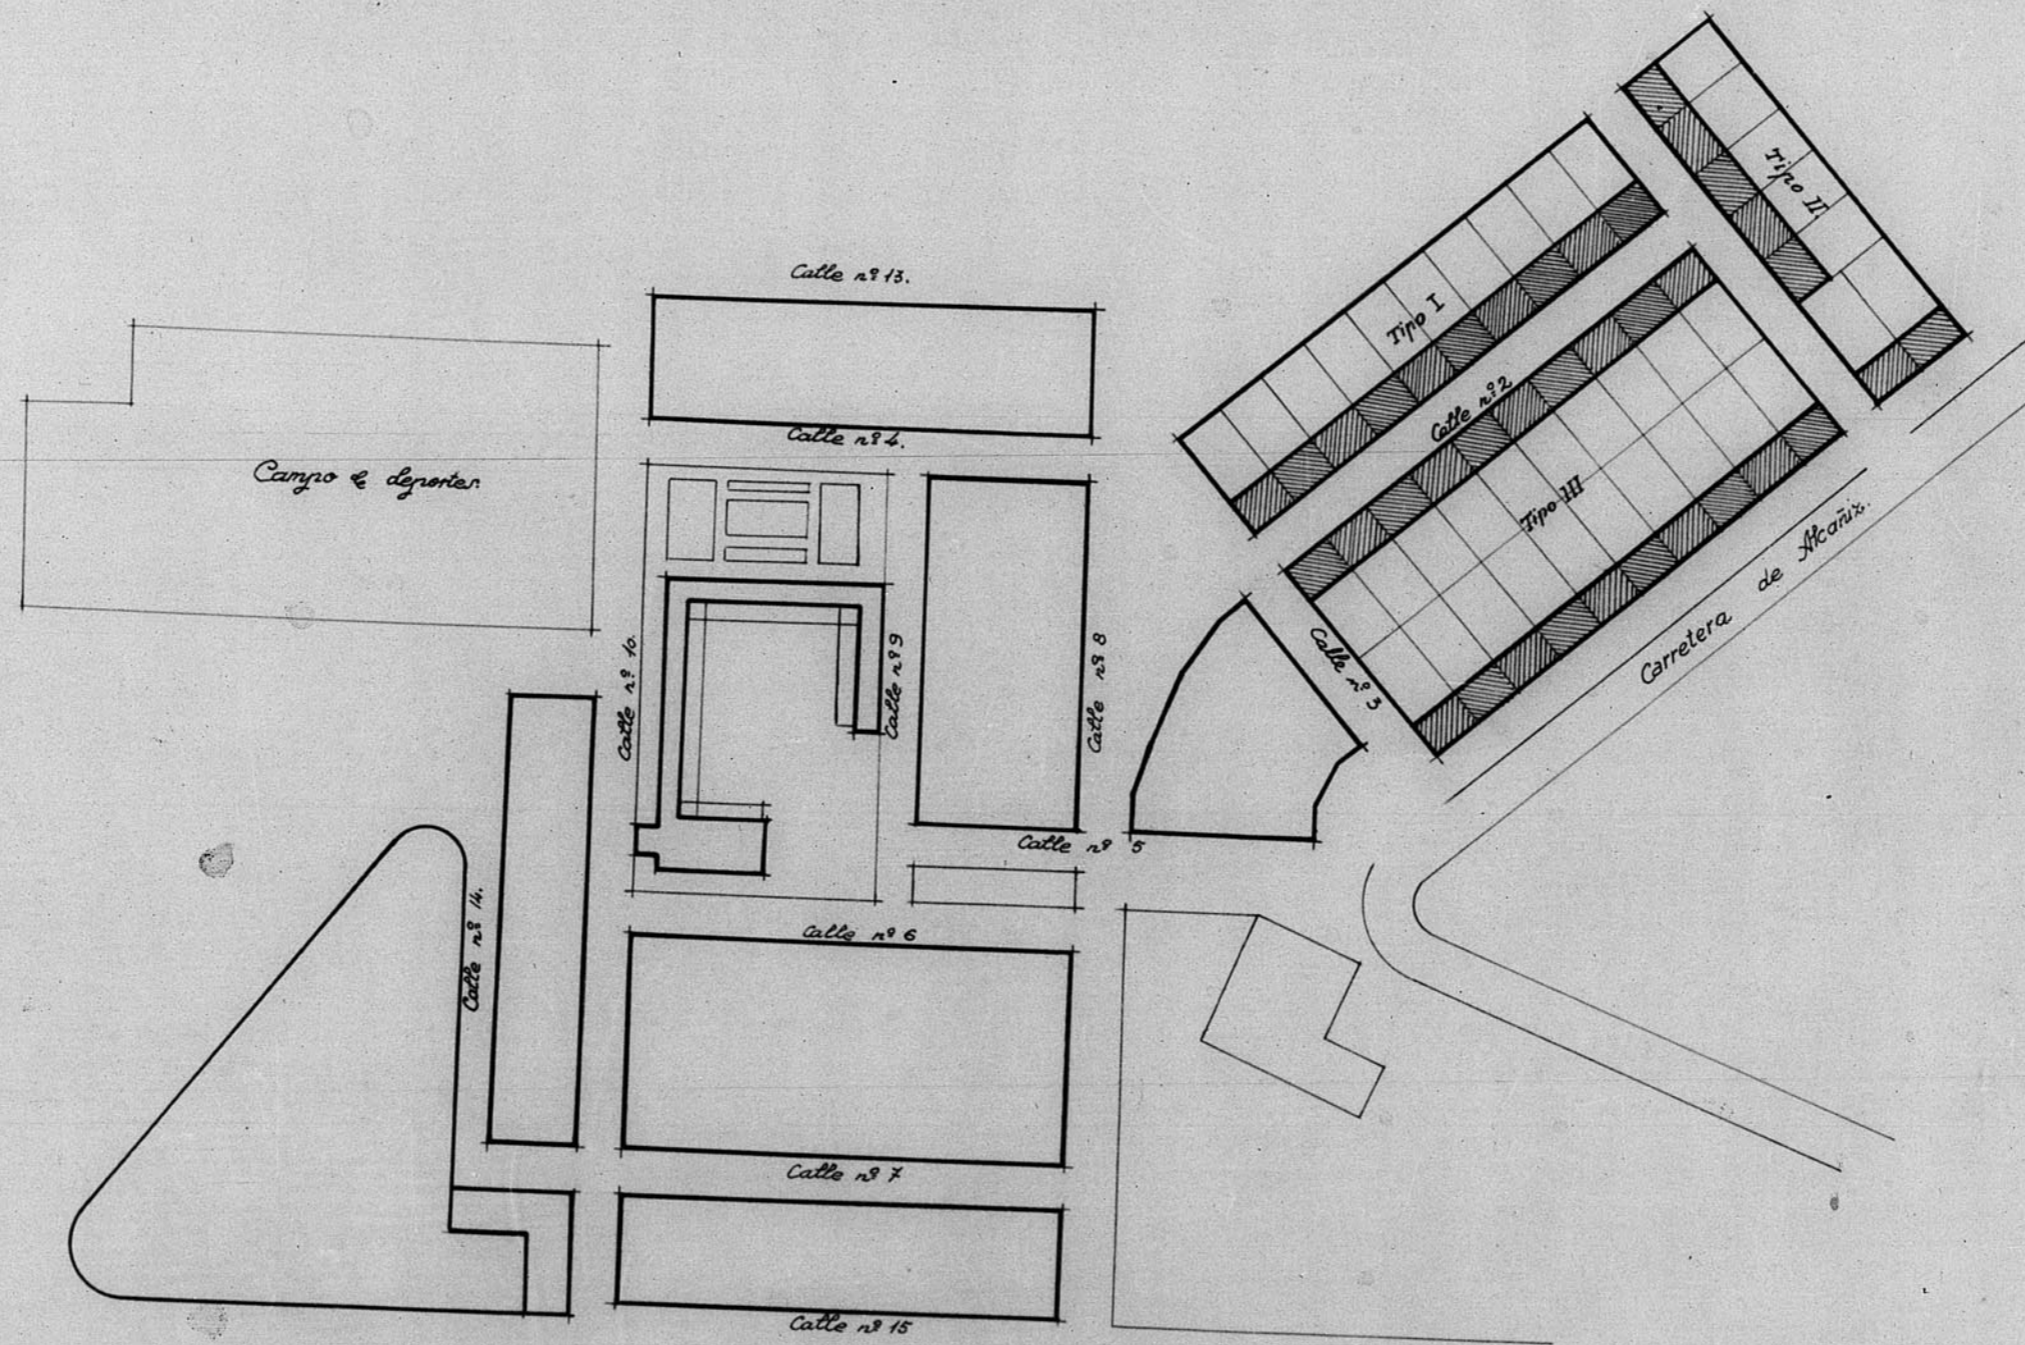 Tipo II
Calle nº 13.
Tipo I
Calle nº 2
Calle nº 4.
Campo de deportes.
Tipo III
Carretera de Alcañiz.
Calle nº 10.
Calle nº 9
Calle nº 8
Calle nº 3
Calle nº 5
Calle nº 14.
Calle nº 6
Calle nº 7
Calle nº 15